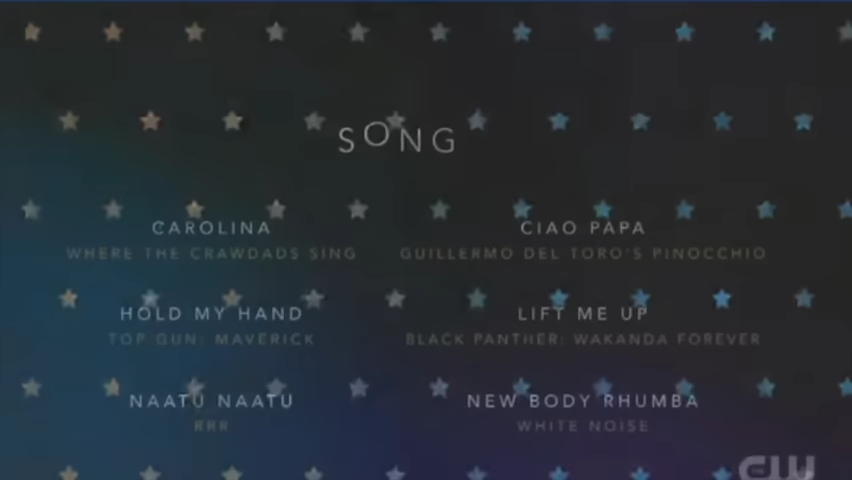 SONG
CAROLINA
WHERE THE CRAWDADS SING
CIAO PAPA
GUILLERMO DEL TORO'S PINOCCHIO
HOLD MY HAND
TOP GUN: MAVERICK
LIFT ME UP
BLACK PANTHER: WAKANDA FOREVER
NAATU NAATU
RRR
NEW BODY RHUMBA
WHITE NOISE
CW